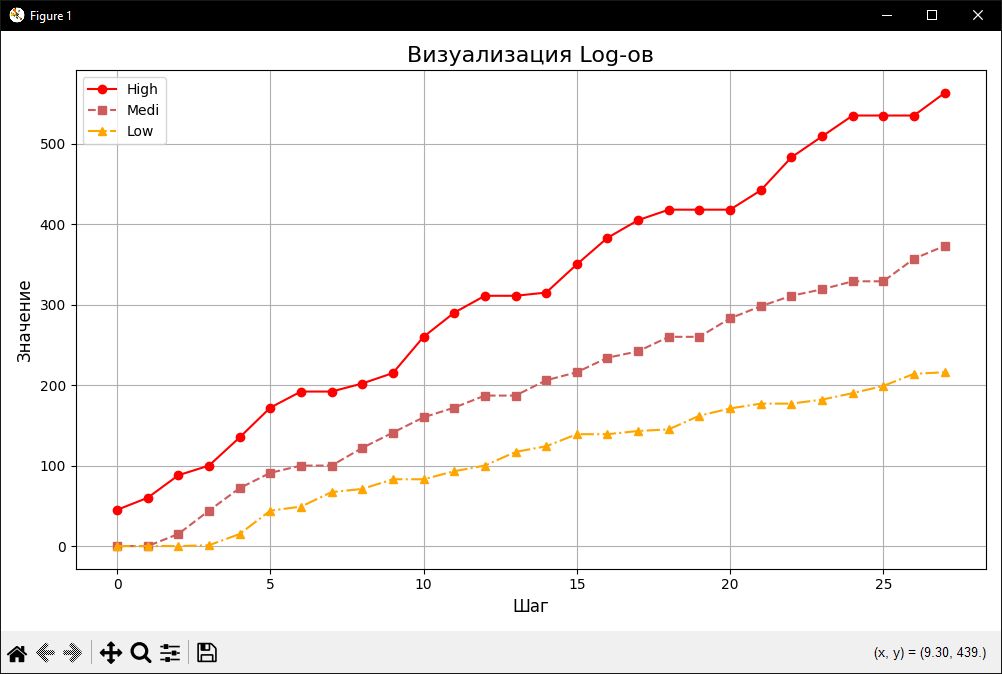 Figure 1
Визуализация Log-ов
High
Medi
Low
Значение
500
400
300
200
100
0
0 5 10 15 20 25
Шаг
(x, y) = (9.30, 439.)